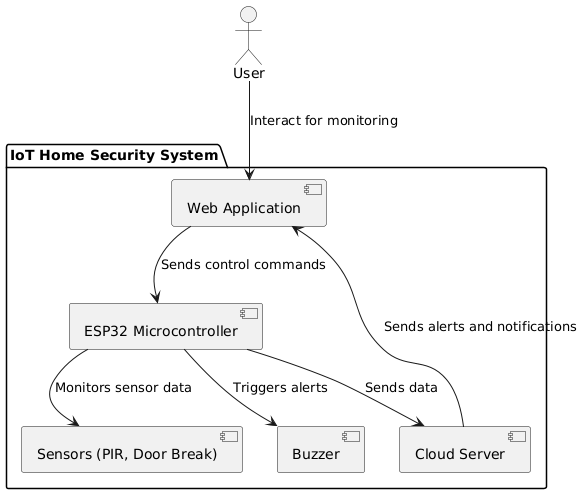 User
Interact for monitoring
IoT Home Security System
Web Application
Sends control commands
ESP32 Microcontroller
Sends alerts and notifications
Monitors sensor data
Triggers alerts
Sends data
Sensors (PIR, Door Break)
Buzzer
Cloud Server